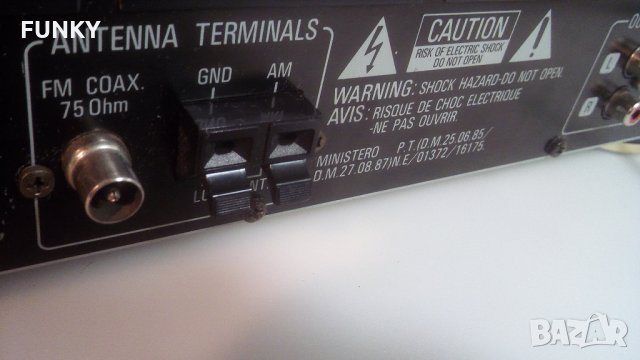 FUNKY
ANTENNA TERMINALS
GND AM
FM COAX.
75 Ohm
CAUTION
RISK OF ELECTRIC SHOCK
DO NOT OPEN
WARNING: SHOCK HAZARD-DO NOT OPEN.
AVIS: RISQUE DE CHOC ELECTRIQUE
-NE PAS OUVRIR.
MINISTERO P.T.(D.M.25.06.85/
D.M.27.08.87)N.E/01372/16175.
R
FUNKY
BAZAR